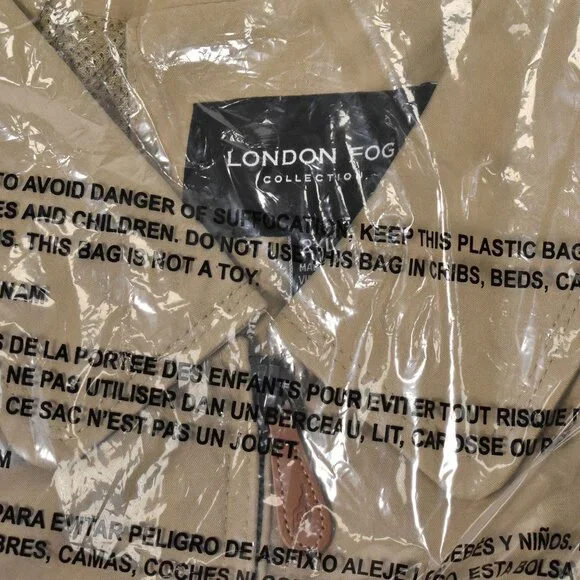 LONDON FOG
COLLECTION
TO AVOID DANGER OF SUFFOCATION, KEEP THIS PLASTIC BAG
ES AND CHILDREN. DO NOT USE THIS BAG IN CRIBS, BEDS, CA
S. THIS BAG IS NOT A TOY.
NAM
S DE LA PORTEE DES ENFANTS POUR EVITER TOUT RISQUE
NE PAS UTILISER DAN UN BERCEAU, LIT, CAROSSE OU P
CE SAC N'EST PAS UN JOUET.
M
PARA EVITAR PELIGRO DE ASFIXIO ALEJE BEBES Y NIÑOS.
BRES, CAMAS, COCHES ESTA BOLSA